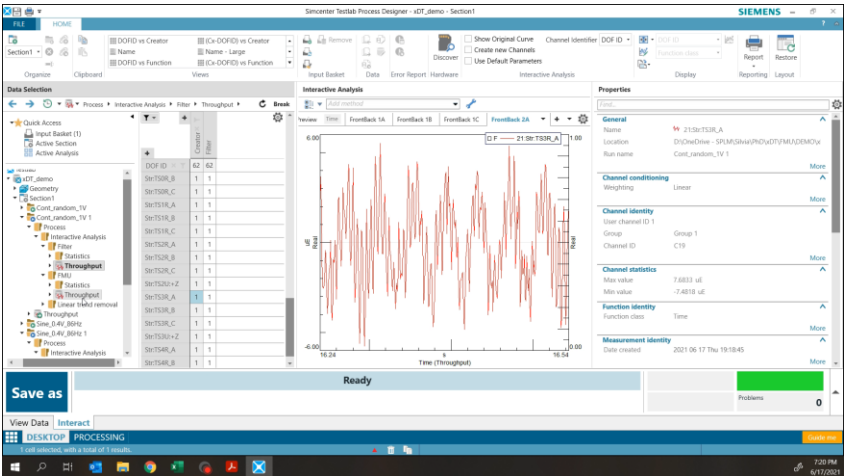 Simcenter Testlab Process Designer - xDT_demo - Section1
SIEMENS
FILE HOME
Section1
Organize
Clipboard
DOFID vs Creator
Name
DOFID vs Function
(Cx-DOFID) vs Creator
Name - Large
(Cx-DOFID) vs Function
Views
Remove
Input Basket
Data
Error Report
Discover
Hardware
Show Original Curve
Create new Channels
Use Default Parameters
Channel Identifier DOF ID
Interactive Analysis
DOF ID
Function class
Display
Report
Reporting
Restore
Layout
Data Selection
Process Interactive Analysis Filter Throughput Break
Quick Access
Input Basket (1)
Active Section
Active Analysis
xDT_demo
Geometry
Section1
Cont_random_1V
Cont_random_1V 1
Process
Interactive Analysis
Filter
Statistics
Throughput
FMU
Statistics
Throughput
Linear trend removal
Throughput
Sine_0.4V_86Hz
Sine_0.4V_86Hz 1
Process
Interactive Analysis
Creator
Filter
DOF ID 62 62
Str:TS0R_B 1 1
Str:TS0R_C 1 1
Str:TS1R_A 1 1
Str:TS1R_B 1 1
Str:TS1R_C 1 1
Str:TS2R_A 1 1
Str:TS2R_B 1 1
Str:TS2R_C 1 1
Str:TS2U:+Z 1 1
Str:TS3R_A 1 1
Str:TS3R_B 1 1
Str:TS3R_C 1 1
Str:TS3U:+Z 1 1
Str:TS4R_A 1 1
Str:TS4R_B 1 1
Interactive Analysis
Add method
review Time FrontBack 1A FrontBack 1B FrontBack 1C FrontBack 2A
F 21:Str:TS3R_A
6.00
1.00
uE
Real
Real
-6.00
0.00
16.24
s
16.54
Time (Throughput)
Properties
Find...
General
Name 21:Str:TS3R_A
Location D:\OneDrive - SPLM\Silvia\PhD\xDT\FMU\DEMO\x
Run name Cont_random_1V 1
More
Channel conditioning
Weighting Linear
Channel identity
User channel ID 1
Group Group 1
Channel ID C19
More
Channel statistics
Max value 7.6833 uE
Min value -7.4818 uE
Function identity
Function class Time
More
Measurement identity
Date created 2021 06 17 Thu 19:18:45
More
Save as
Ready
Problems 0
View Data Interact
DESKTOP PROCESSING
Guide me
1 cell selected, with a total of 1 results.
7:20 PM
6/17/2021